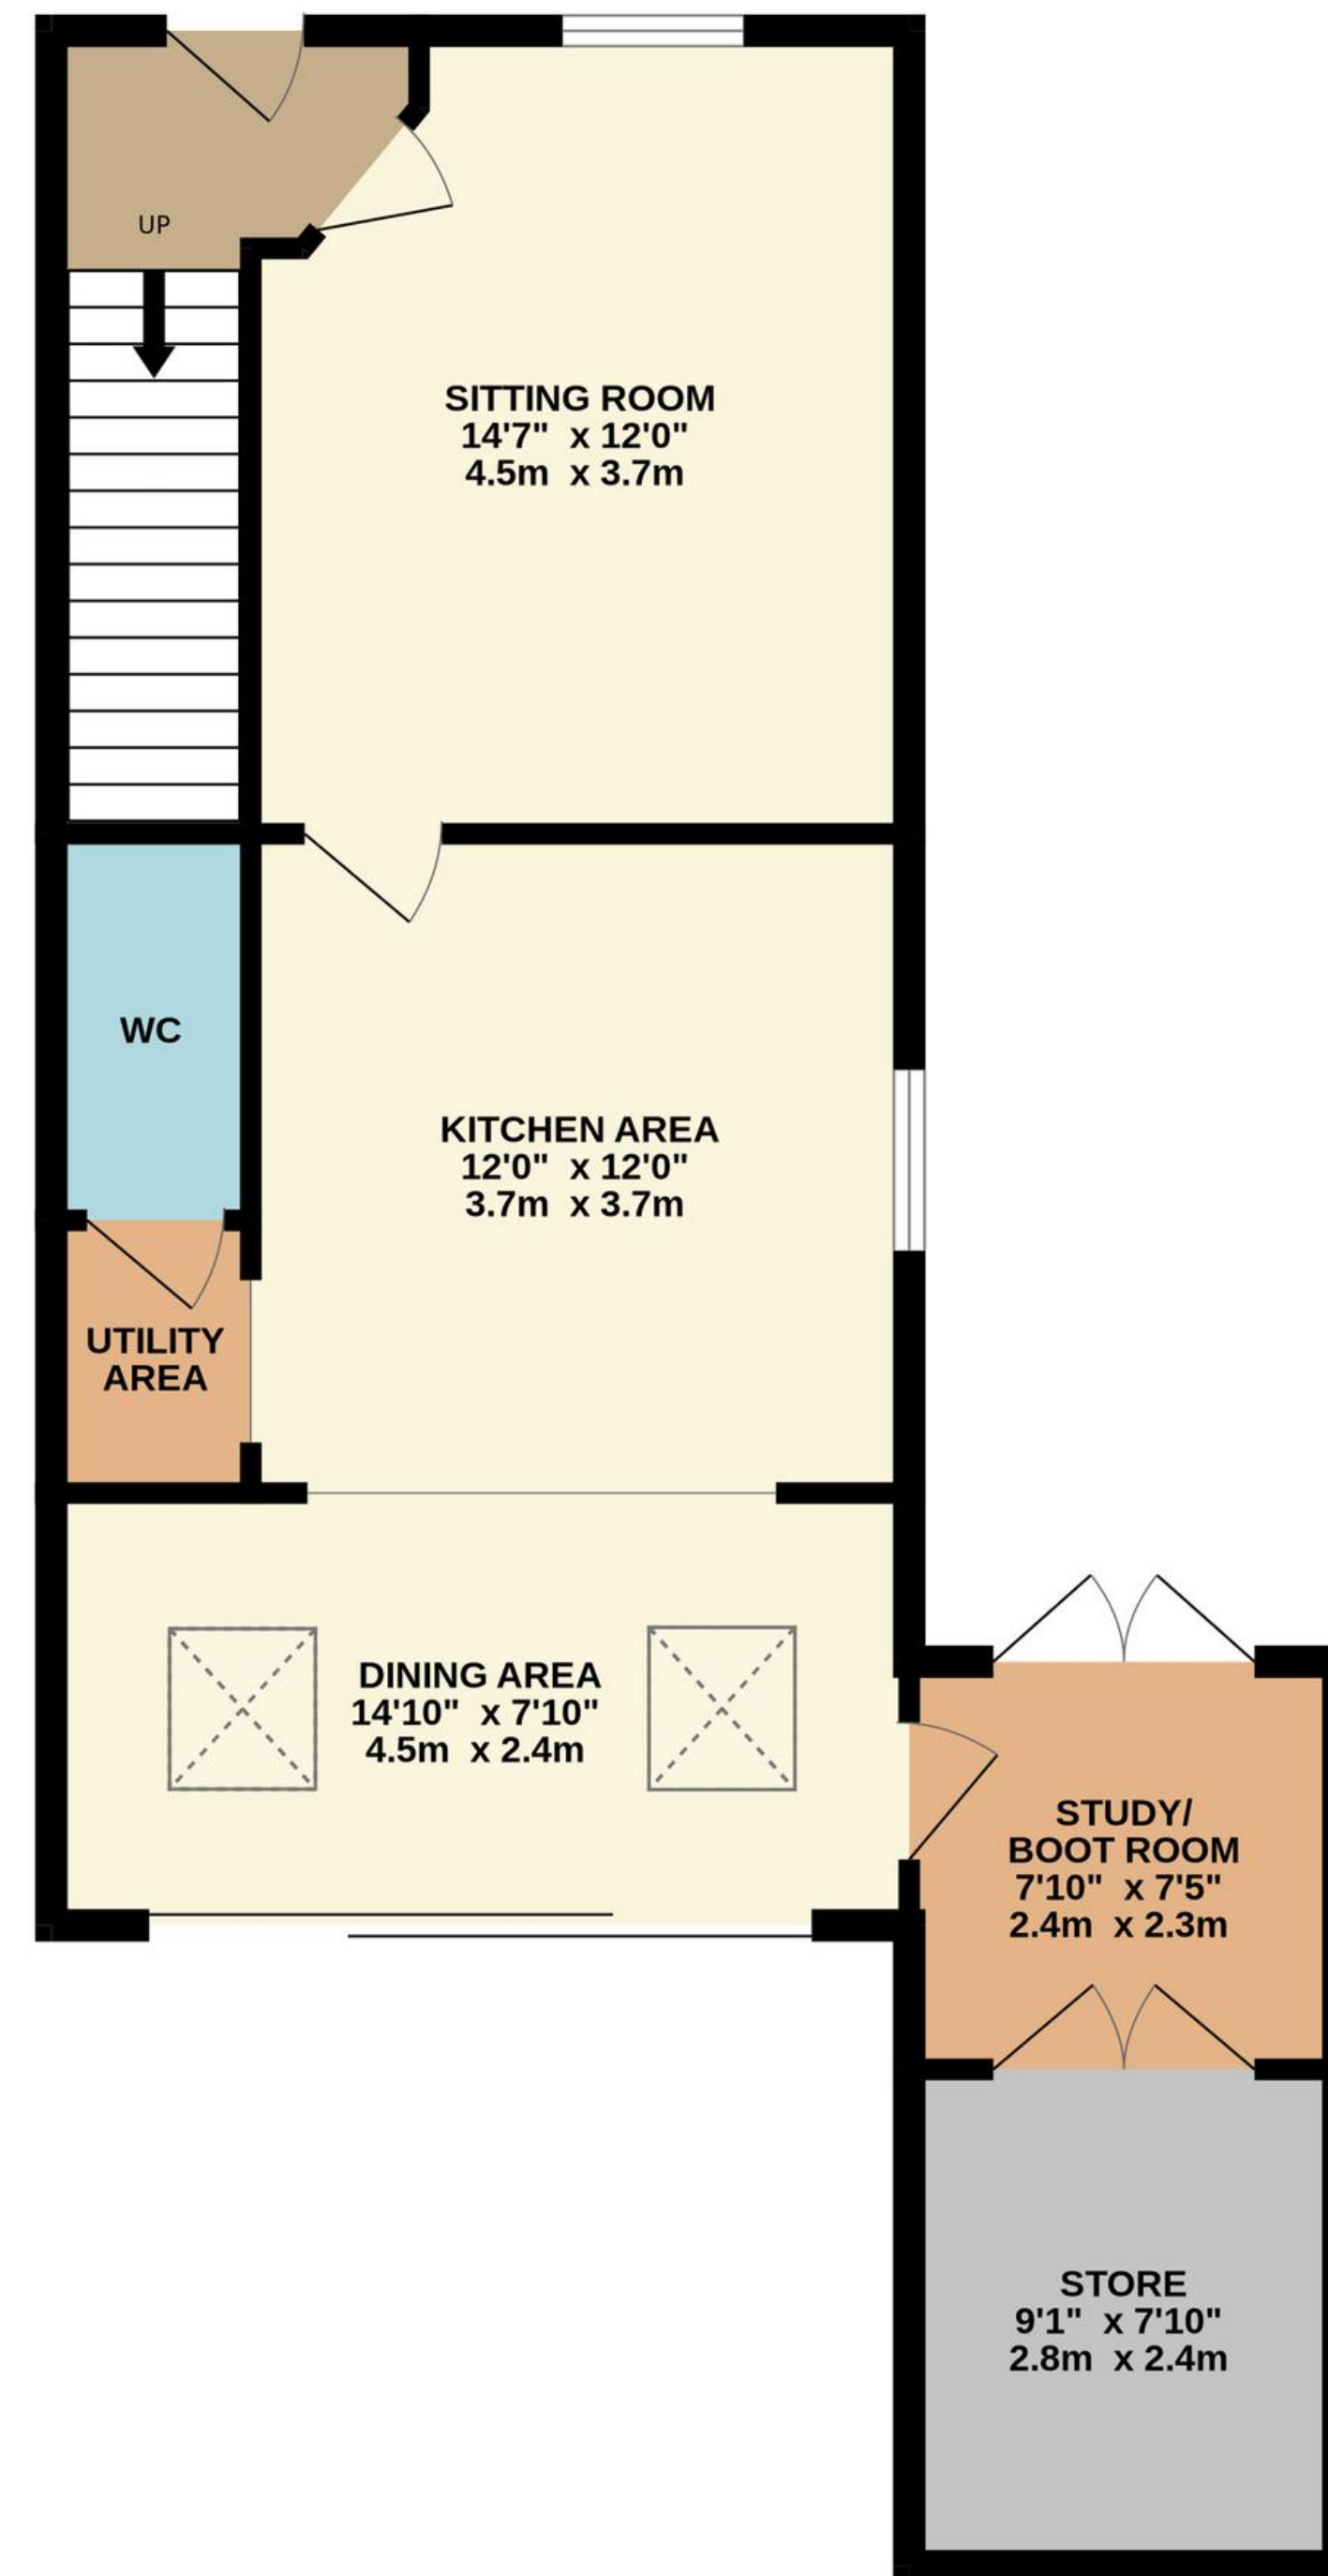 UP
SITTING ROOM
14'7" x 12'0"
4.5m x 3.7m
WC
KITCHEN AREA
12'0" x 12'0"
3.7m x 3.7m
UTILITY
AREA
DINING AREA
14'10" x 7'10"
4.5m x 2.4m
STUDY/
BOOT ROOM
7'10" x 7'5"
2.4m x 2.3m
STORE
9'1" x 7'10"
2.8m x 2.4m